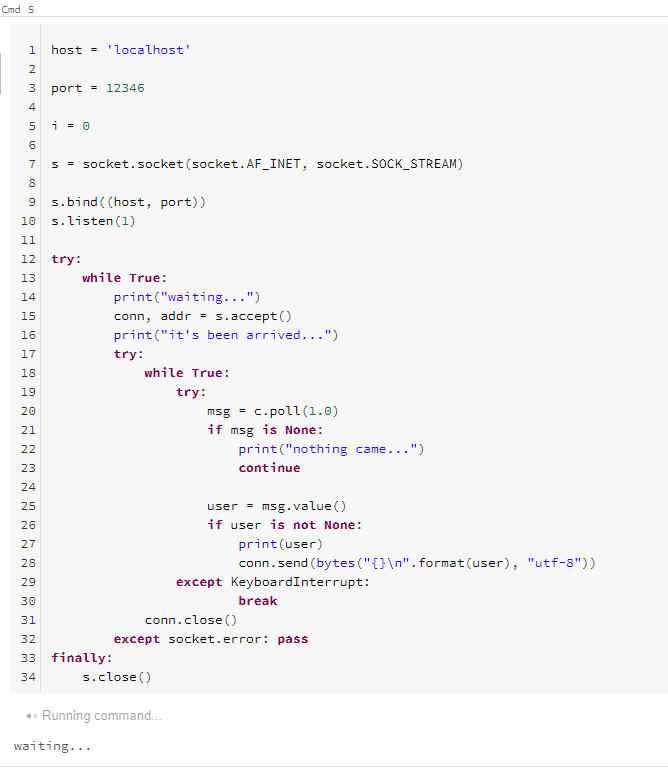 Cmd 5
1 host = 'localhost'
2
3 port = 12346
4
5 i = 0
6
7 s = socket.socket(socket.AF_INET, socket.SOCK_STREAM)
8
9 s.bind((host, port))
10 s.listen(1)
11
12 try:
13     while True:
14         print("waiting...")
15         conn, addr = s.accept()
16         print("it's been arrived...")
17         try:
18             while True:
19                 try:
20                     msg = c.poll(1.0)
21                     if msg is None:
22                         print("nothing came...")
23                         continue
24
25                     user = msg.value()
26                     if user is not None:
27                         print(user)
28                         conn.send(bytes("{}\n".format(user), "utf-8"))
29                 except KeyboardInterrupt:
30                         break
31             conn.close()
32         except socket.error: pass
33 finally:
34     s.close()
Running command...
waiting...